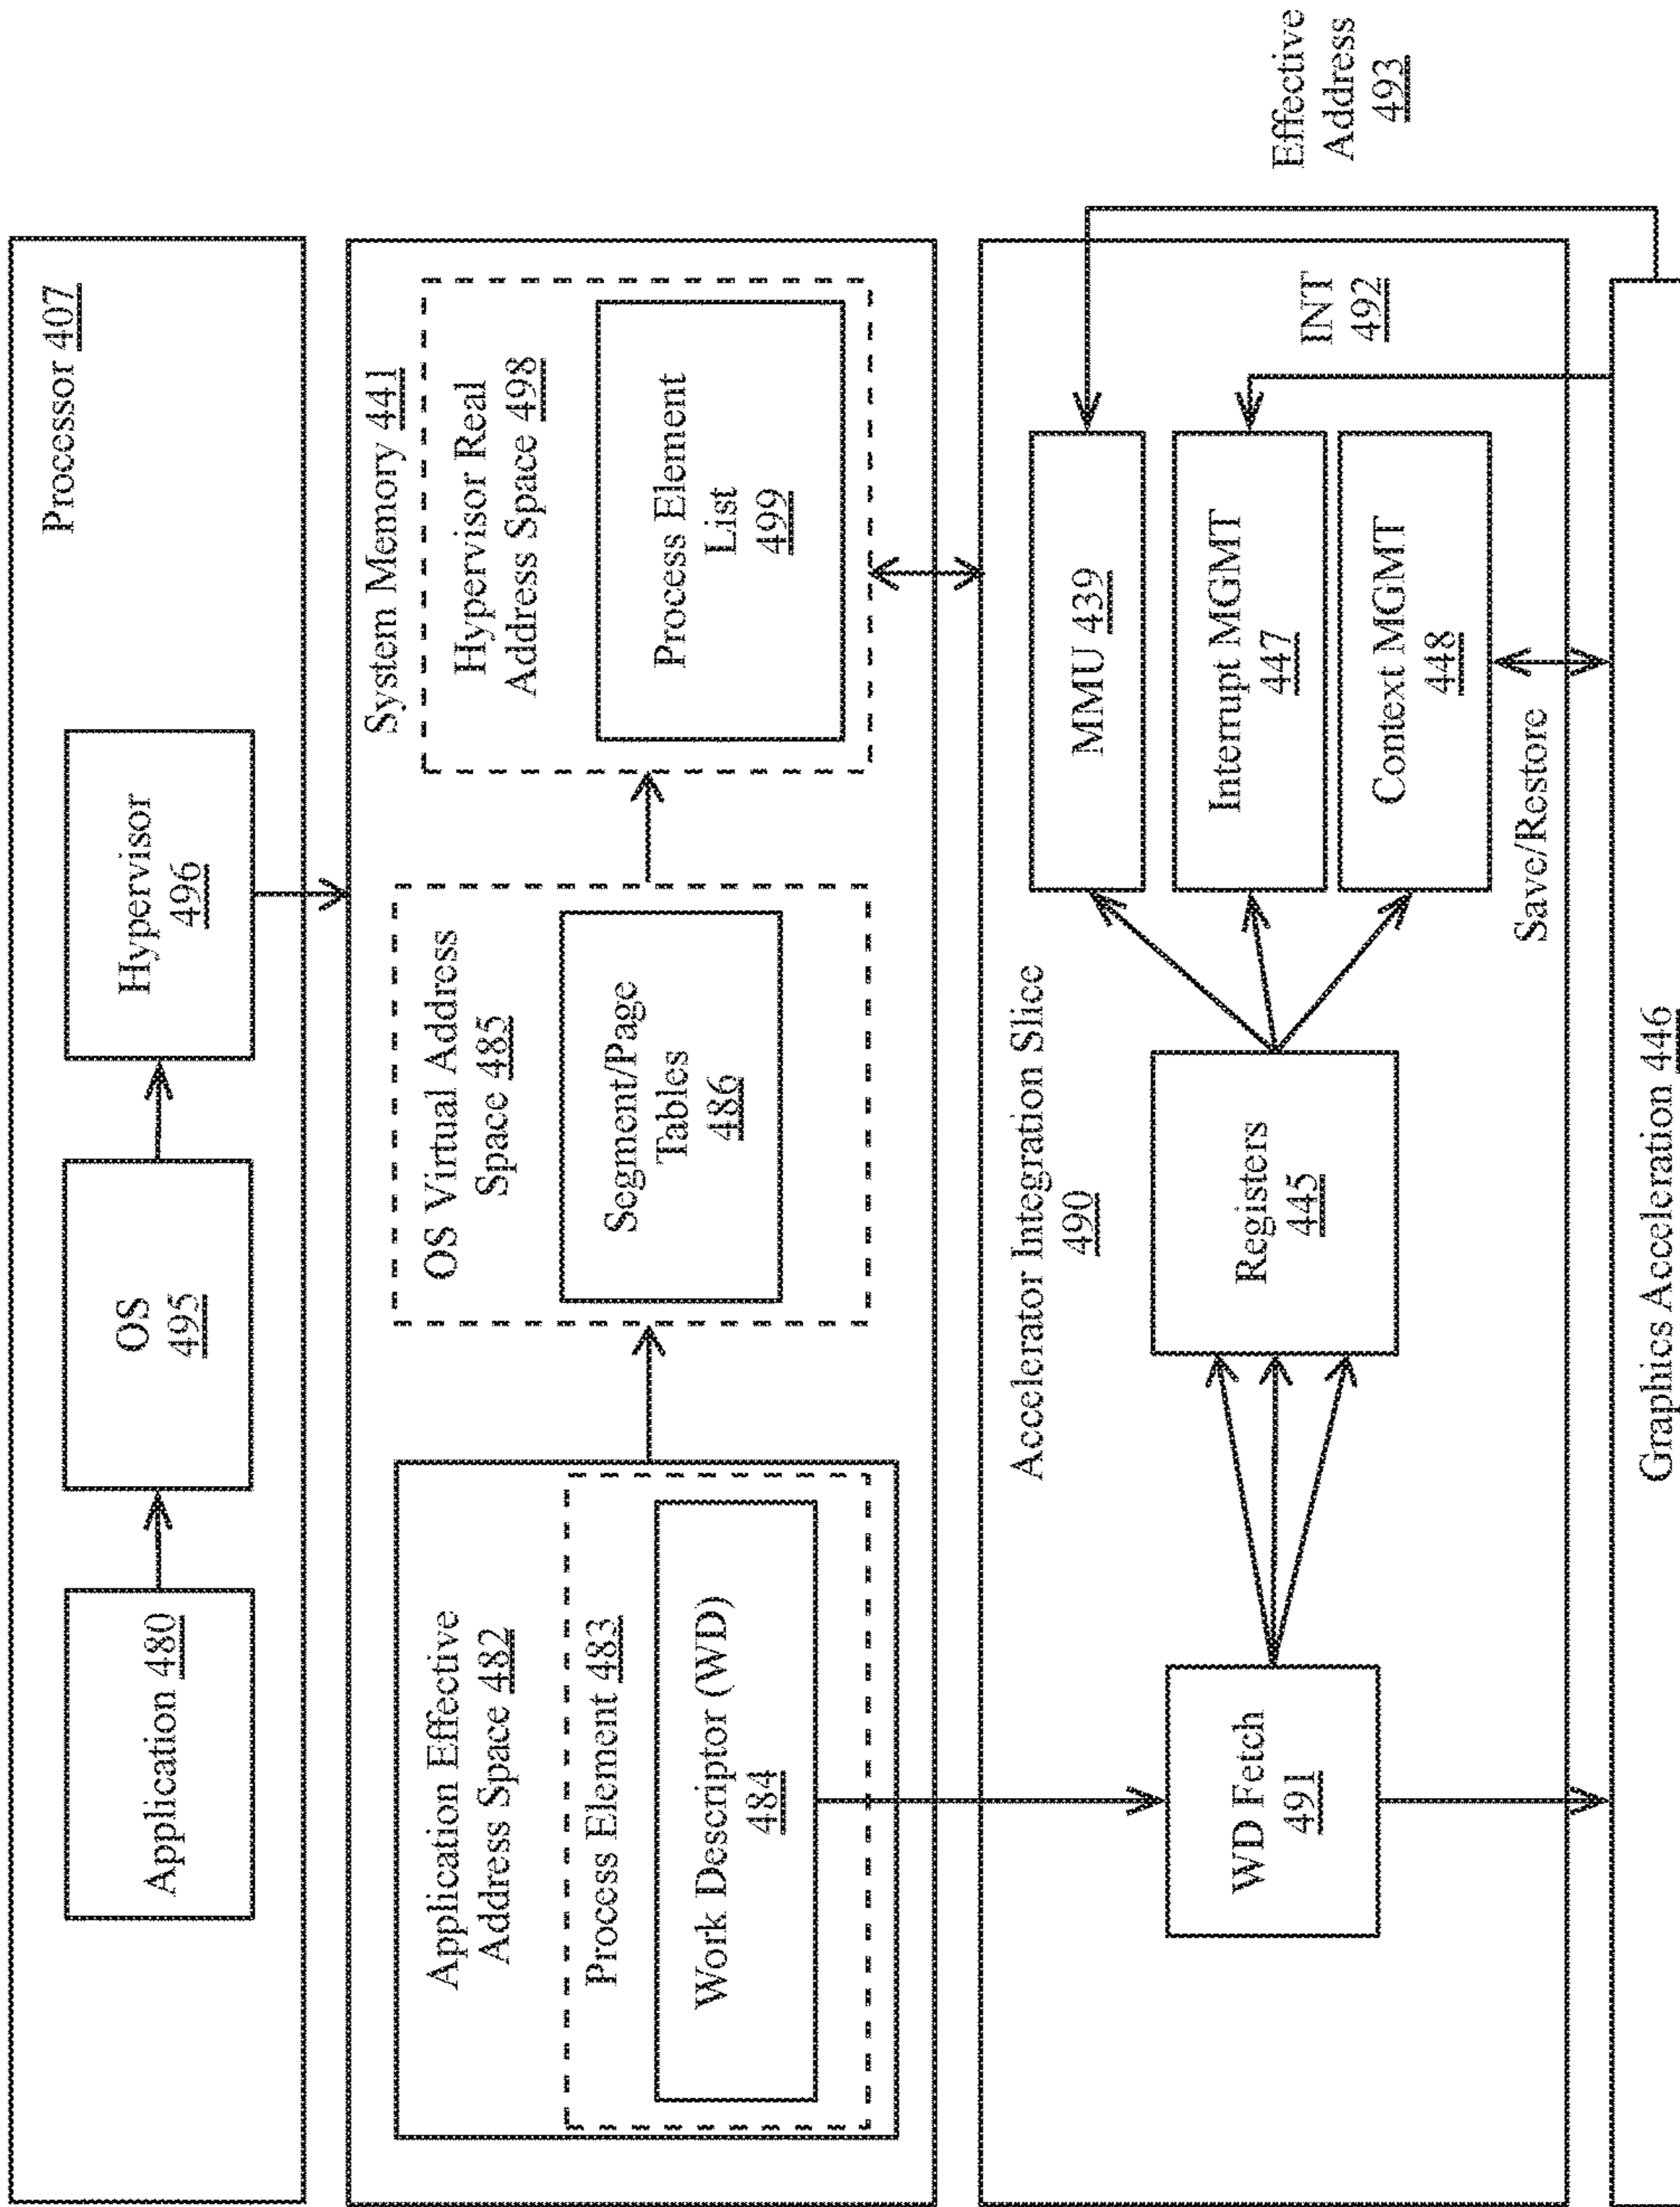 Processor 407
Application 480
OS
495
Hypervisor
496
System Memory 441
Application Effective
Address Space 482
Process Element 483
Work Descriptor (WD)
484
OS Virtual Address
Space 485
Segment/Page
Tables
486
Hypervisor Real
Address Space 498
Process Element
List
499
Accelerator Integration Slice
490
WD Fetch
491
Registers
445
MMU 439
Interrupt MGMT
447
Context MGMT
448
Save/Restore
INT
492
Effective
Address
493
Graphics Acceleration 446